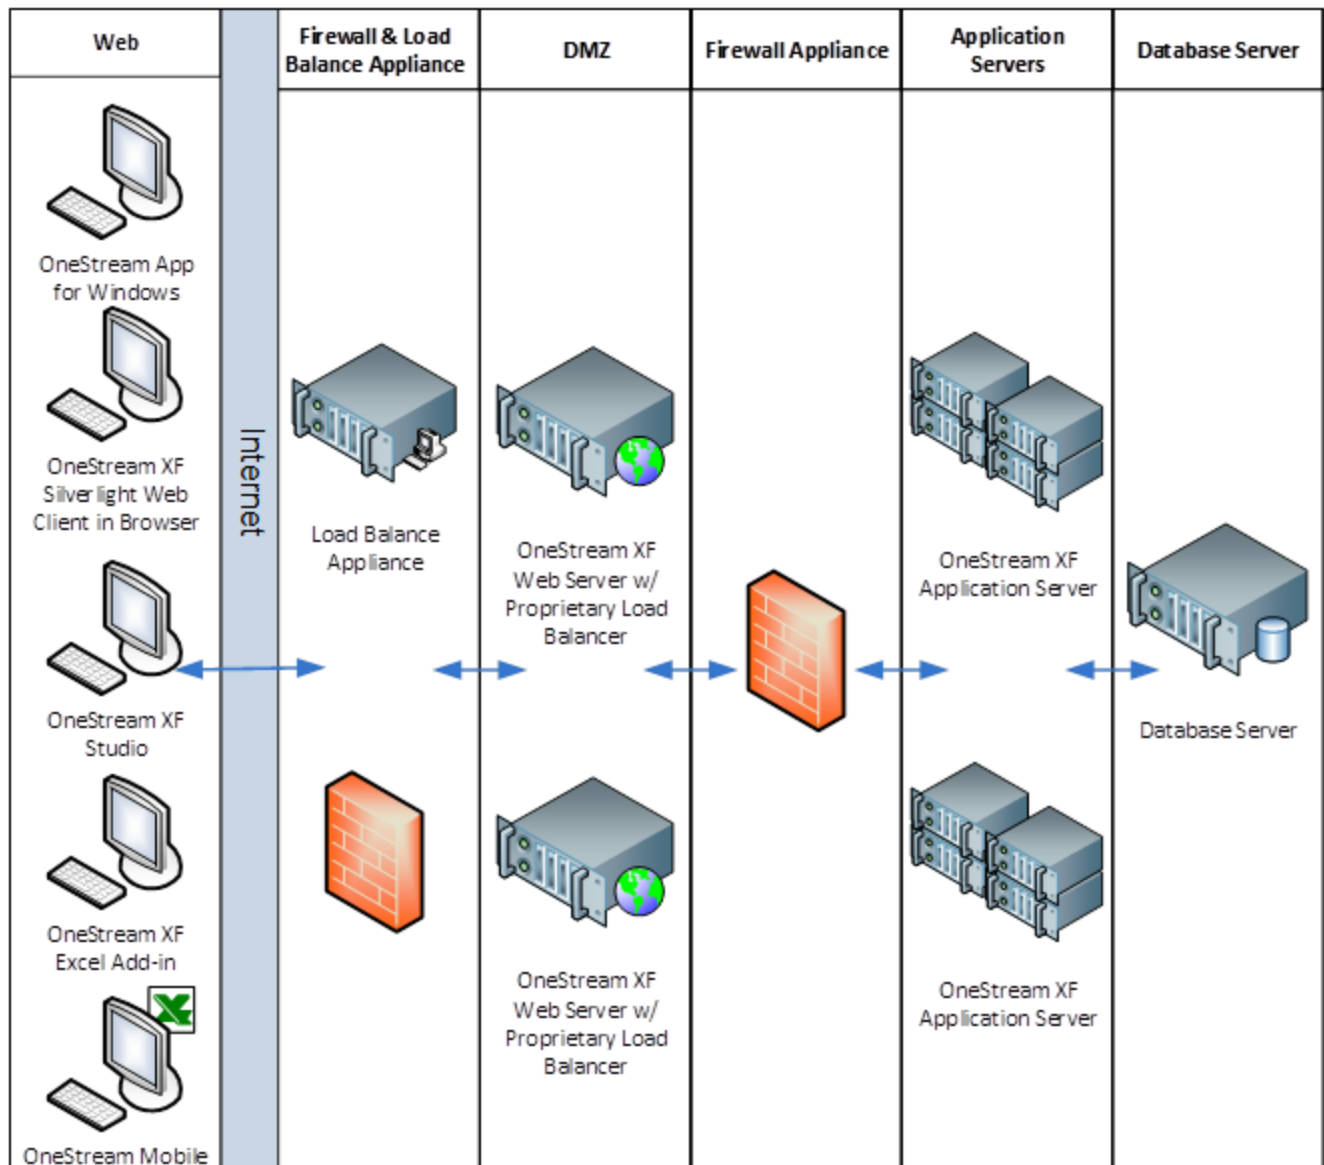 Web
Firewall & Load
Balance Appliance
DMZ
Firewall Appliance
Application
Servers
Database Server
OneStream App
for Windows
OneStream XF
Silverlight Web
Client in Browser
OneStream XF
Studio
OneStream XF
Excel Add-in
OneStream Mobile
Internet
Load Balance
Appliance
OneStream XF
Web Server w/
Proprietary Load
Balancer
OneStream XF
Web Server w/
Proprietary Load
Balancer
OneStream XF
Application Server
OneStream XF
Application Server
Database Server